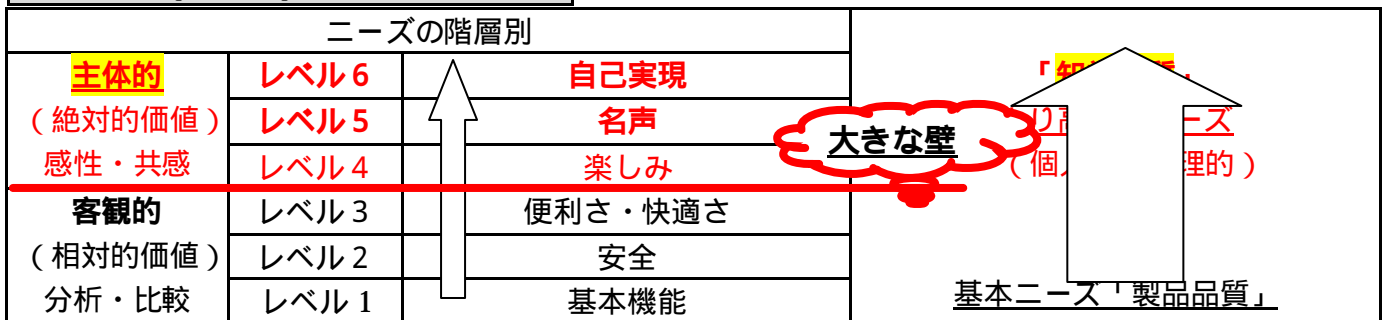 ニーズの階層別
主体的 レベル6 自己実現
(絶対的価値) レベル5 名声
感性・共感 レベル4 楽しみ
大きな壁
客観的 レベル3 便利さ・快適さ
(相対的価値) レベル2 安全
分析・比較 レベル1 基本機能
ーズ
(個 理的)
基本ニーズ「製品品質」